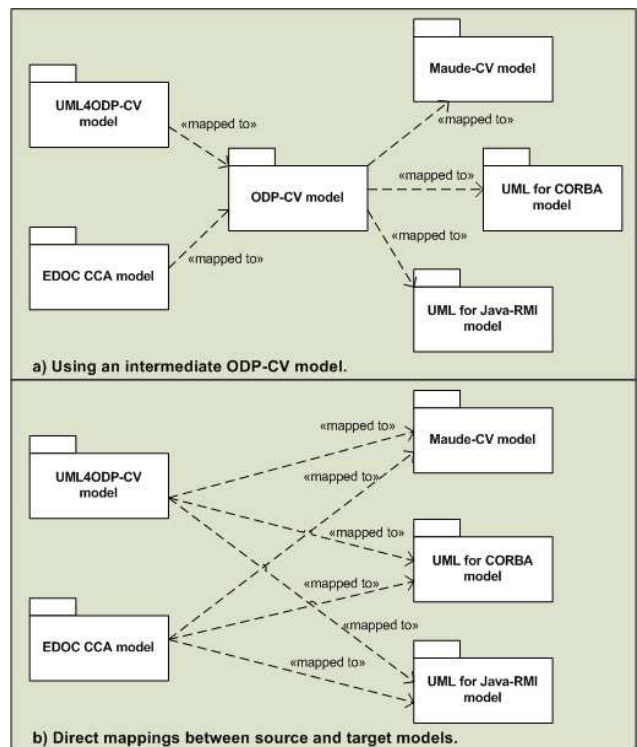 Maude-CV model
UML4ODP-CV
model
«mapped to»
«mapped to»
«mapped to»
ODP-CV model
UML for CORBA
model
«mapped to»
«mapped to»
EDOC CCA model
UML for Java-RMI
model
a) Using an intermediate ODP-CV model.
«mapped to»
Maude-CV model
UML4ODP-CV
model
«mapped to»
«mapped to»
UML for CORBA
model
«mapped to»
«mapped to»
EDOC CCA model
«mapped to»
UML for Java-RMI
model
b) Direct mappings between source and target models.